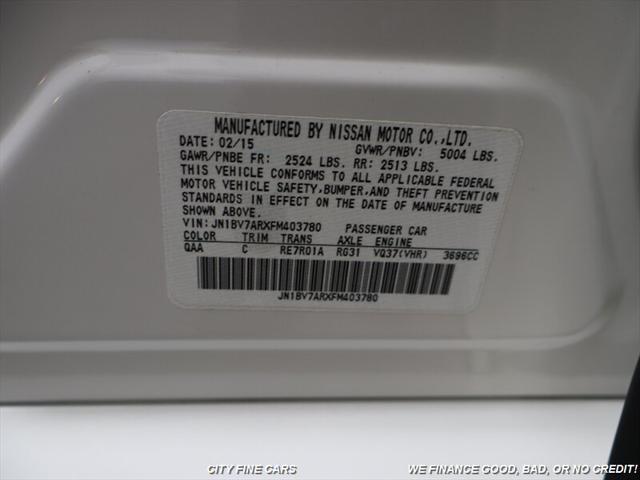 MANUFACTURED BY NISSAN MOTOR CO.,LTD.
DATE: 02/15 GVWR/PNBV: 5004 LBS.
GAWR/PNBE FR: 2524 LBS. RR: 2513 LBS.
THIS VEHICLE CONFORMS TO ALL APPLICABLE FEDERAL
MOTOR VEHICLE SAFETY,BUMPER,AND THEFT PREVENTION
STANDARDS IN EFFECT ON THE DATE OF MANUFACTURE
SHOWN ABOVE.
VIN: JN1BV7ARXFM403780 PASSENGER CAR
COLOR TRIM TRANS AXLE ENGINE
QAA C RE7R01A RG31 VQ37(VHR) 3696CC
JN1BV7ARXFM403780
CITY FINE CARS WE FINANCE GOOD, BAD, OR NO CREDIT!